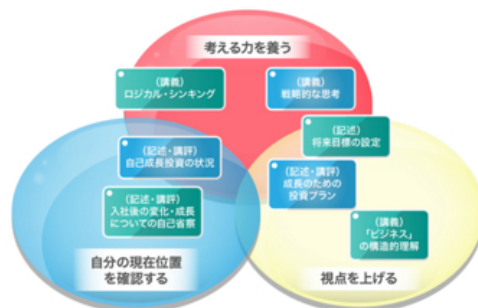 考える力を養う
（講義）
ロジカル・シンキング
（講義）
戦略的な思考
（記述）
将来目標の設定
（記述・講評）
自己成長投資の状況
（記述・講評）
成長のための
投資プラン
（記述・講評）
入社後の変化・成長
についての自己省察
（講義）
「ビジネス」
の構造的理解
自分の現在位置
を確認する
視点を上げる